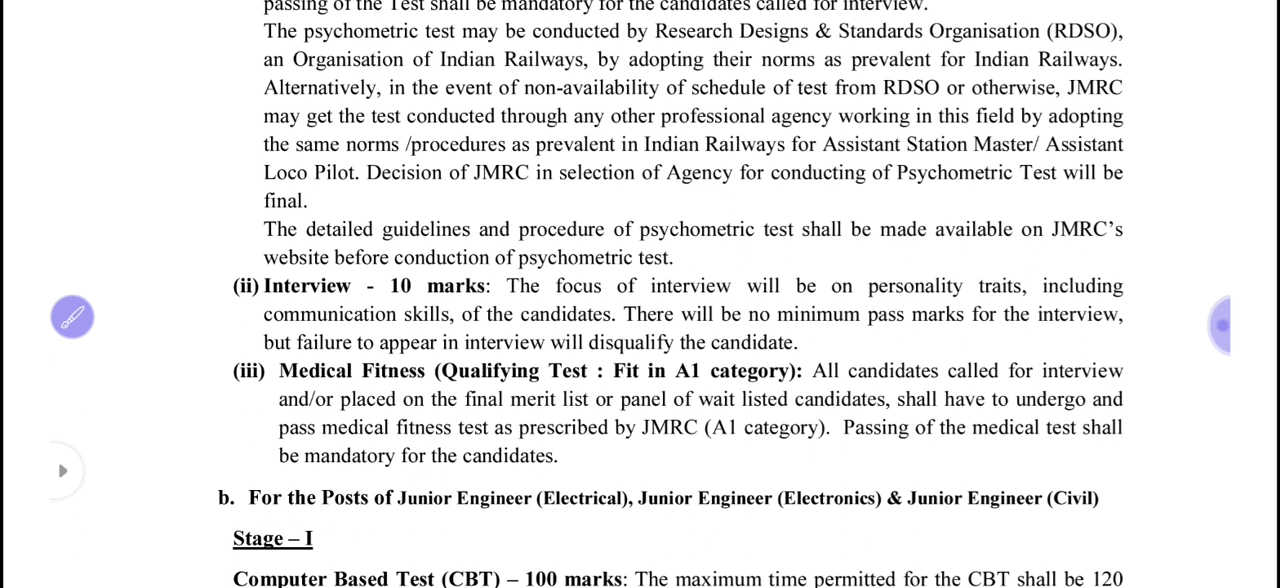 passing of the Test shall be mandatory for the candidates called for interview.
The psychometric test may be conducted by Research Designs & Standards Organisation (RDSO),
an Organisation of Indian Railways, by adopting their norms as prevalent for Indian Railways.
Alternatively, in the event of non-availability of schedule of test from RDSO or otherwise, JMRC
may get the test conducted through any other professional agency working in this field by adopting
the same norms /procedures as prevalent in Indian Railways for Assistant Station Master/ Assistant
Loco Pilot. Decision of JMRC in selection of Agency for conducting of Psychometric Test will be
final.
The detailed guidelines and procedure of psychometric test shall be made available on JMRC’s
website before conduction of psychometric test.
(ii) Interview - 10 marks: The focus of interview will be on personality traits, including
communication skills, of the candidates. There will be no minimum pass marks for the interview,
but failure to appear in interview will disqualify the candidate.
(iii) Medical Fitness (Qualifying Test : Fit in A1 category): All candidates called for interview
and/or placed on the final merit list or panel of wait listed candidates, shall have to undergo and
pass medical fitness test as prescribed by JMRC (A1 category). Passing of the medical test shall
be mandatory for the candidates.
b. For the Posts of Junior Engineer (Electrical), Junior Engineer (Electronics) & Junior Engineer (Civil)
Stage – I
Computer Based Test (CBT) – 100 marks: The maximum time permitted for the CBT shall be 120